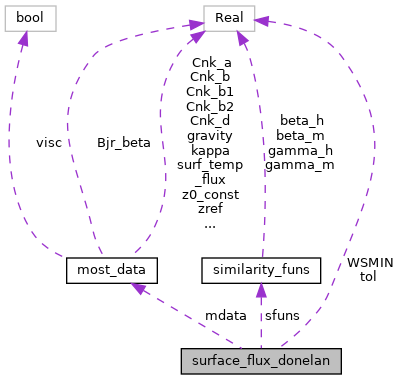 bool
Real
visc
Bjr_beta
Cnk_a
Cnk_b
Cnk_b1
Cnk_b2
Cnk_d
gravity
kappa
surf_temp
_flux
z0_const
zref
...
beta_h
beta_m
gamma_h
gamma_m
WSMIN
tol
most_data
similarity_funs
mdata
sfuns
surface_flux_donelan